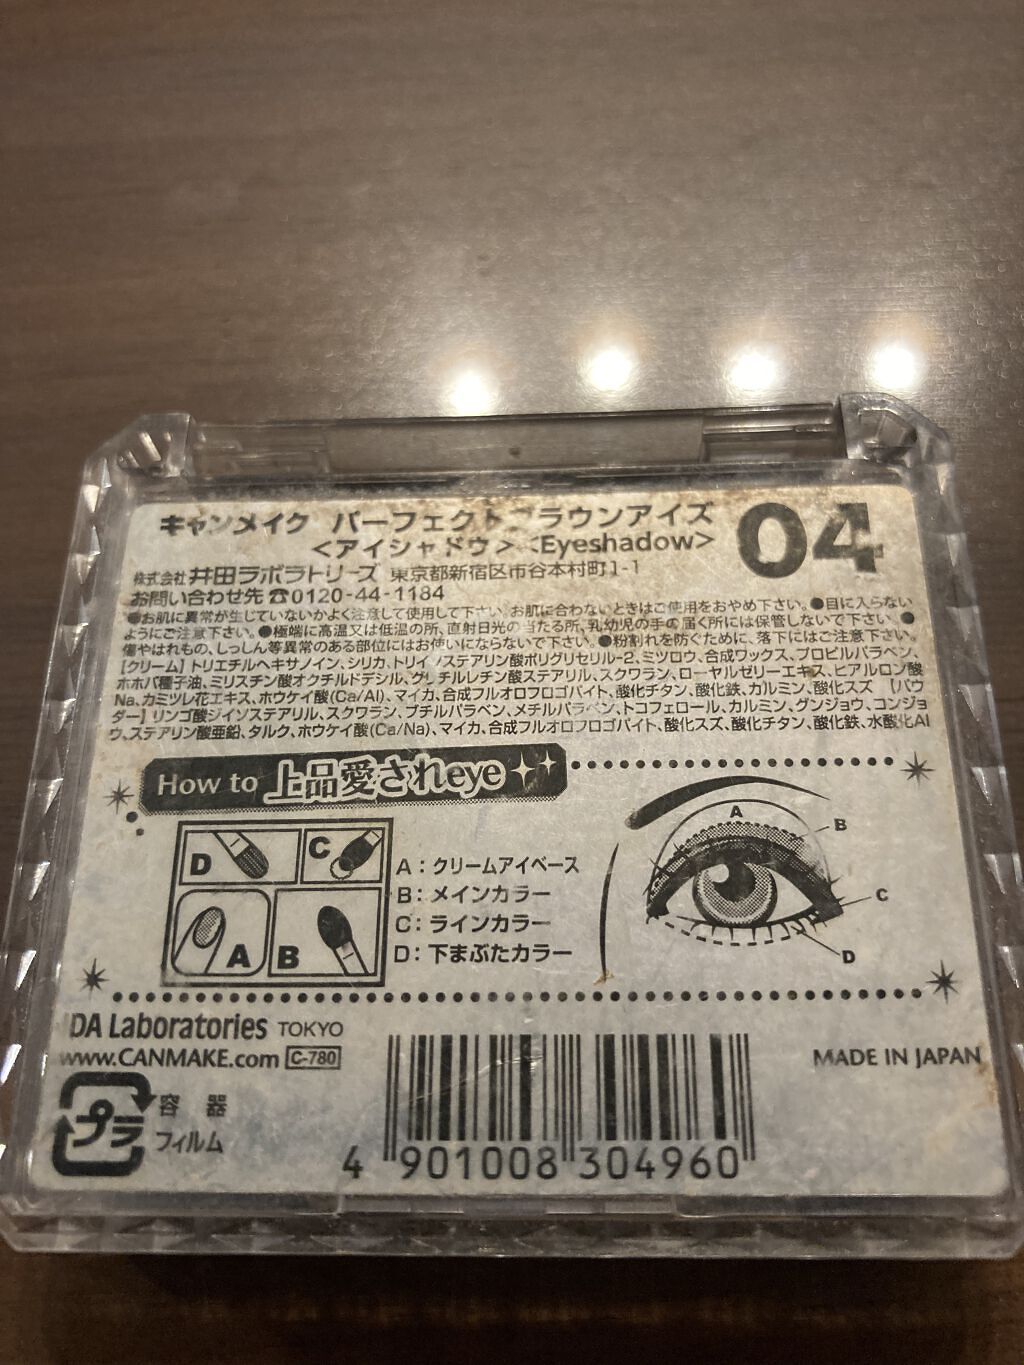 キャンメイク パーフェクトブラウンアイズ
<アイシャドウ> <Eyeshadow>
04
株式会社 井田ラボラトリーズ 東京都新宿区市谷本村町1-1
お問い合わせ先 ☎0120-44-1184
●お肌に異常が生じていないかよく注意して使用して下さい。お肌に合わないときはご使用をおやめ下さい。●目に入らない
ようにご注意下さい。●極端に高温又は低温の所、直射日光の当たる所、乳幼児の手の届く所には保管しないで下さい。●
傷やはれもの、しっしん等異常のある部位にはお使いにならないで下さい。●粉割れを防ぐために、落下にはご注意下さい。
【クリーム】トリエチルヘキサノイン、シリカ、トリイソステアリン酸ポリグリセリル-2、ミツロウ、合成ワックス、プロピルパラベン、
ホホバ種子油、ミリスチン酸オクチルドデシル、グリチルレチン酸ステアリル、スクワラン、ローヤルゼリーエキス、ヒアルロン酸
Na、カミツレ花エキス、ホウケイ酸(Ca/Al)、マイカ、合成フルオロフロゴパイト、酸化チタン、酸化鉄、カルミン、酸化スズ 【パウ
ダー】リンゴ酸ジイソステアリル、スクワラン、ブチルパラベン、メチルパラベン、トコフェロール、カルミン、グンジョウ、コンジョ
ウ、ステアリン酸亜鉛、タルク、ホウケイ酸(Ca/Na)、マイカ、合成フルオロフロゴパイト、酸化スズ、酸化チタン、酸化鉄、水酸化Al
How to 上品愛されeye
D
C
A
B
A：クリームアイベース
B：メインカラー
C：ラインカラー
D：下まぶたカラー
A
B
C
D
IDA Laboratories TOKYO
www.CANMAKE.com C-780
MADE IN JAPAN
プラ
容 器
フィルム
4 901008 304960